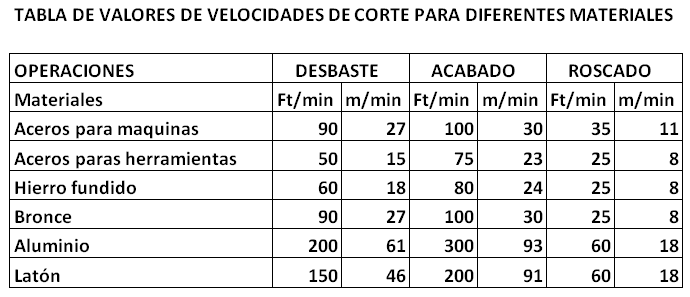 TABLA DE VALORES DE VELOCIDADES DE CORTE PARA DIFERENTES MATERIALES
OPERACIONES DESBASTE ACABADO ROSCADO
Materiales Ft/min m/min Ft/min m/min Ft/min m/min
Aceros para maquinas 90 27 100 30 35 11
Aceros paras herramientas 50 15 75 23 25 8
Hierro fundido 60 18 80 24 25 8
Bronce 90 27 100 30 25 8
Aluminio 200 61 300 93 60 18
Latón 150 46 200 91 60 18